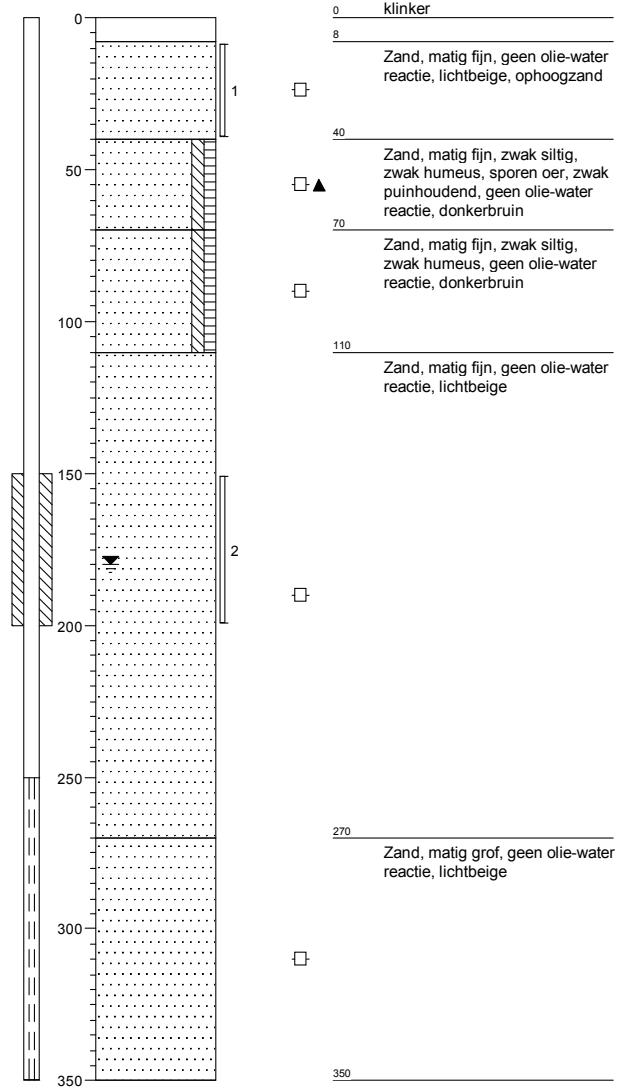 0
klinker
0
8
Zand, matig fijn, geen olie-water
reactie, lichtbeige, ophoogzand
1
40
Zand, matig fijn, zwak siltig,
zwak humeus, sporen oer, zwak
puinhoudend, geen olie-water
reactie, donkerbruin
50
70
Zand, matig fijn, zwak siltig,
zwak humeus, geen olie-water
reactie, donkerbruin
100
110
Zand, matig fijn, geen olie-water
reactie, lichtbeige
150
2
200
250
270
Zand, matig grof, geen olie-water
reactie, lichtbeige
300
350
350